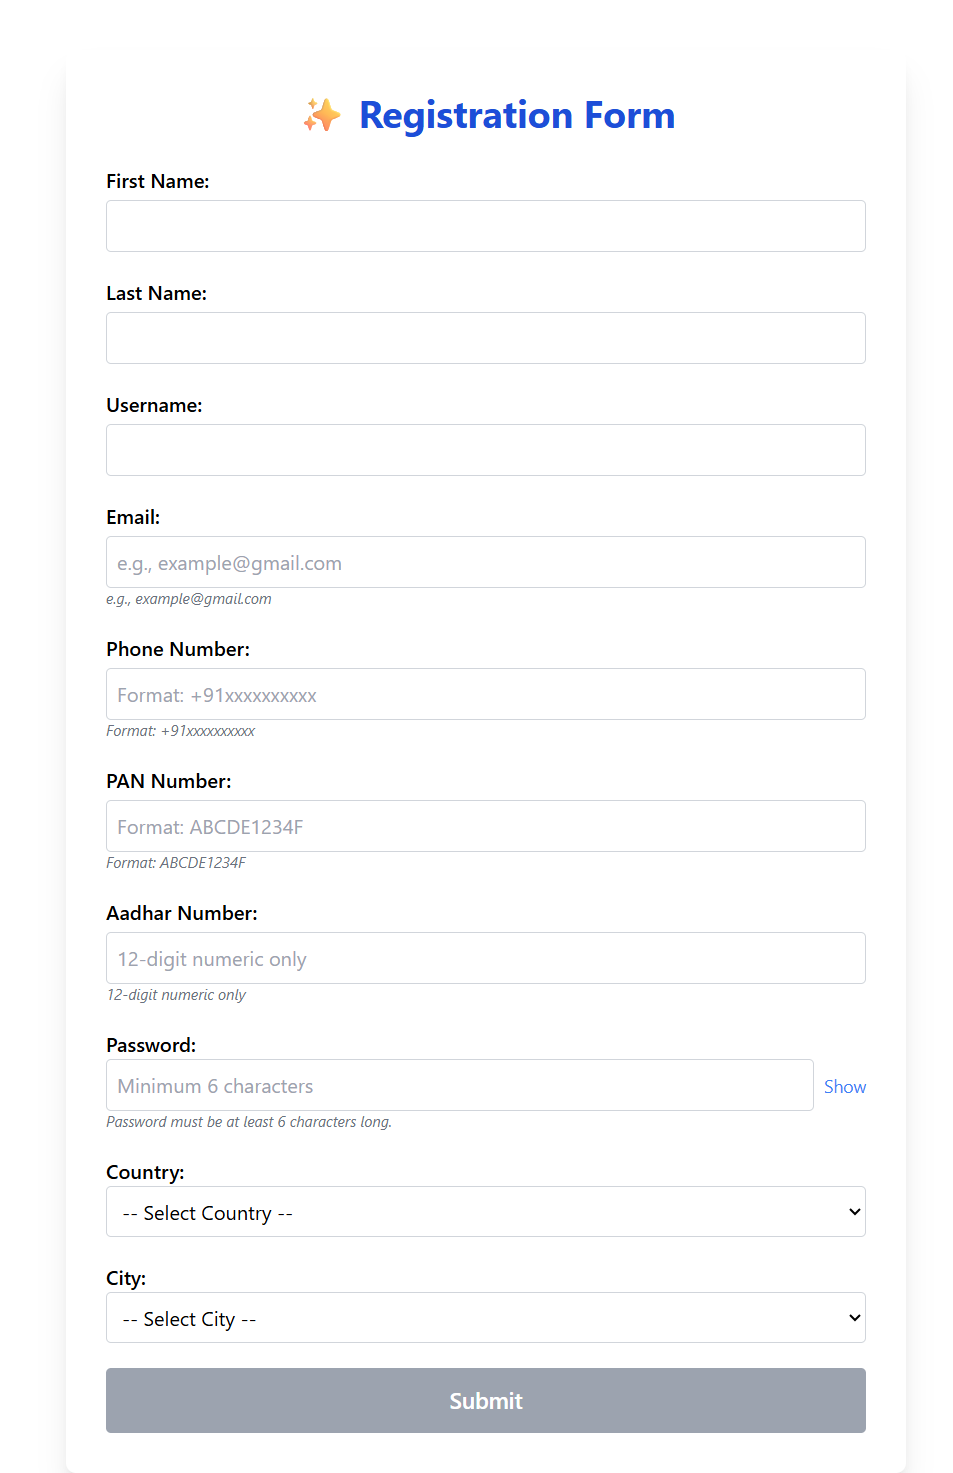 ✨ Registration Form
First Name:
Last Name:
Username:
Email:
e.g., example@gmail.com
e.g., example@gmail.com
Phone Number:
Format: +91xxxxxxxxxx
Format: +91xxxxxxxxxx
PAN Number:
Format: ABCDE1234F
Format: ABCDE1234F
Aadhar Number:
12-digit numeric only
12-digit numeric only
Password:
Minimum 6 characters Show
Password must be at least 6 characters long.
Country:
-- Select Country --
City:
-- Select City --
Submit